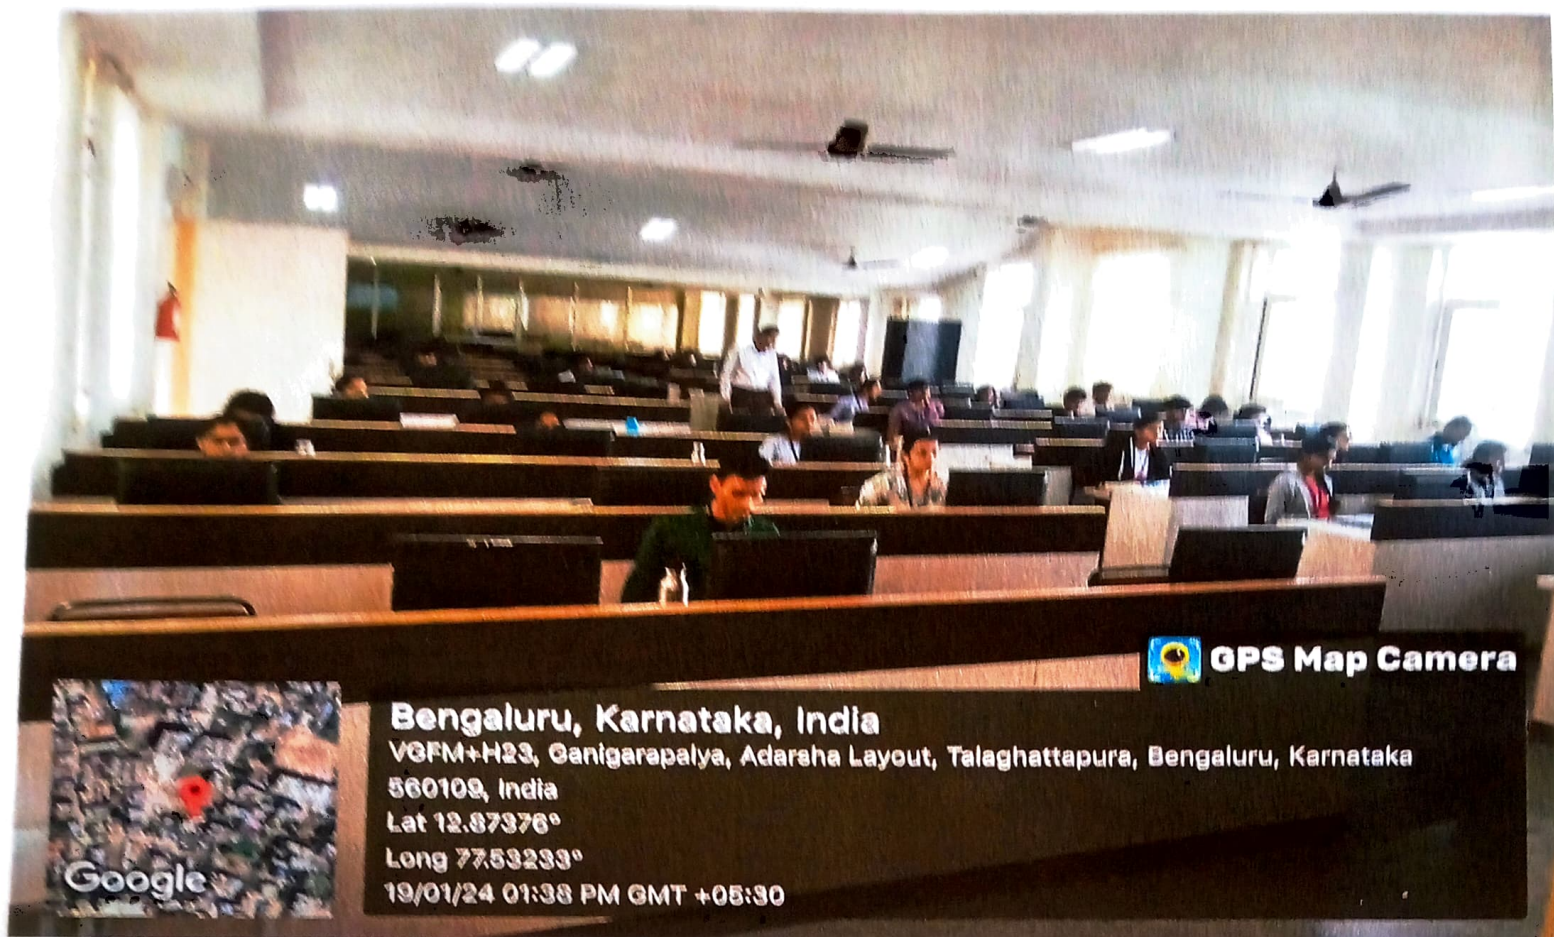 GPS Map Camera
Bengaluru, Karnataka, India
VGFM+H23, Ganigarapalya, Adarsha Layout, Talaghattapura, Bengaluru, Karnataka
560109, India
Lat 12.87376°
Long 77.53233°
19/01/24 01:38 PM GMT +05:30
Google